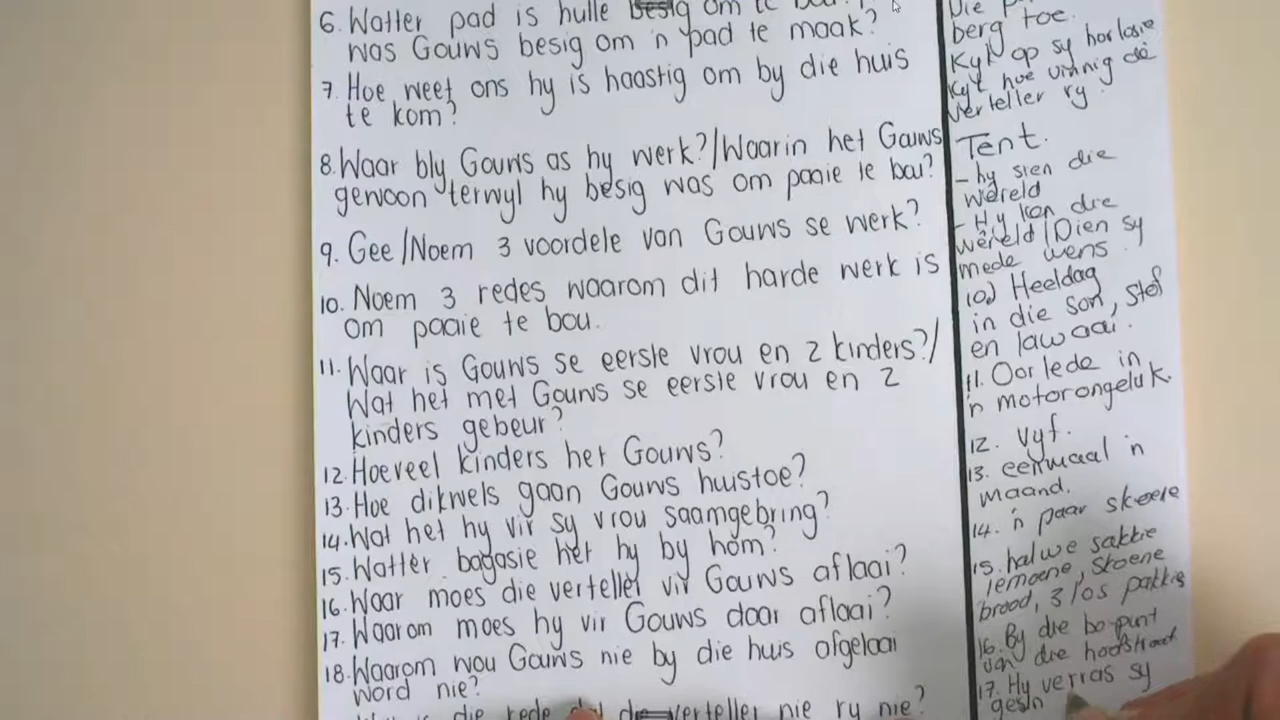 6. Watter pad is hulle besig om te
was Gouws besig om 'n pad te maak?
7. Hoe weet ons hy is haastig om by die huis
te kom?
8. Waar bly Gouws as hy werk?/Waarin het Gouws
gewoon terwyl hy besig was om paaie te bou?
9. Gee/Noem 3 voordele van Gouws se werk?
10. Noem 3 redes waarom dit harde werk is
om paaie te bou.
11. Waar is Gouws se eerste vrou en 2 kinders?/
Wat het met Gouws se eerste vrou en 2
kinders gebeur?
12. Hoeveel kinders het Gouws?
13. Hoe dikwels gaan Gouws huistoe?
14. Wat het hy vir sy vrou saamgebring?
15. Watter bagasie het hy by hom?
16. Waar moes die verteller vir Gouws aflaai?
17. Waarom moes hy vir Gouws daar aflaai?
18. Waarom wou Gouws nie by die huis afgelaai
word nie?
die rede verteller nie ry nie?
Die
berg toe.
Kyk op sy horlosie
Kyk hoe vinnig die
verteller ry.
Tent.
- hy sien die
wêreld
- Hy kan die
wêreld/Dien sy
mede wens.
10.) Heeldag
in die son, stof
en lawaai.
11. Oorlede in
'n motorongeluk.
12. Vyf.
13. eenmaal 'n
maand.
14. 'n paar skoene
15. halwe sakkie
lemoene, skoene
brood, 3 los pakkis
16. By die bo-punt
van die hoofstraat
17. Hy verras sy
gesin